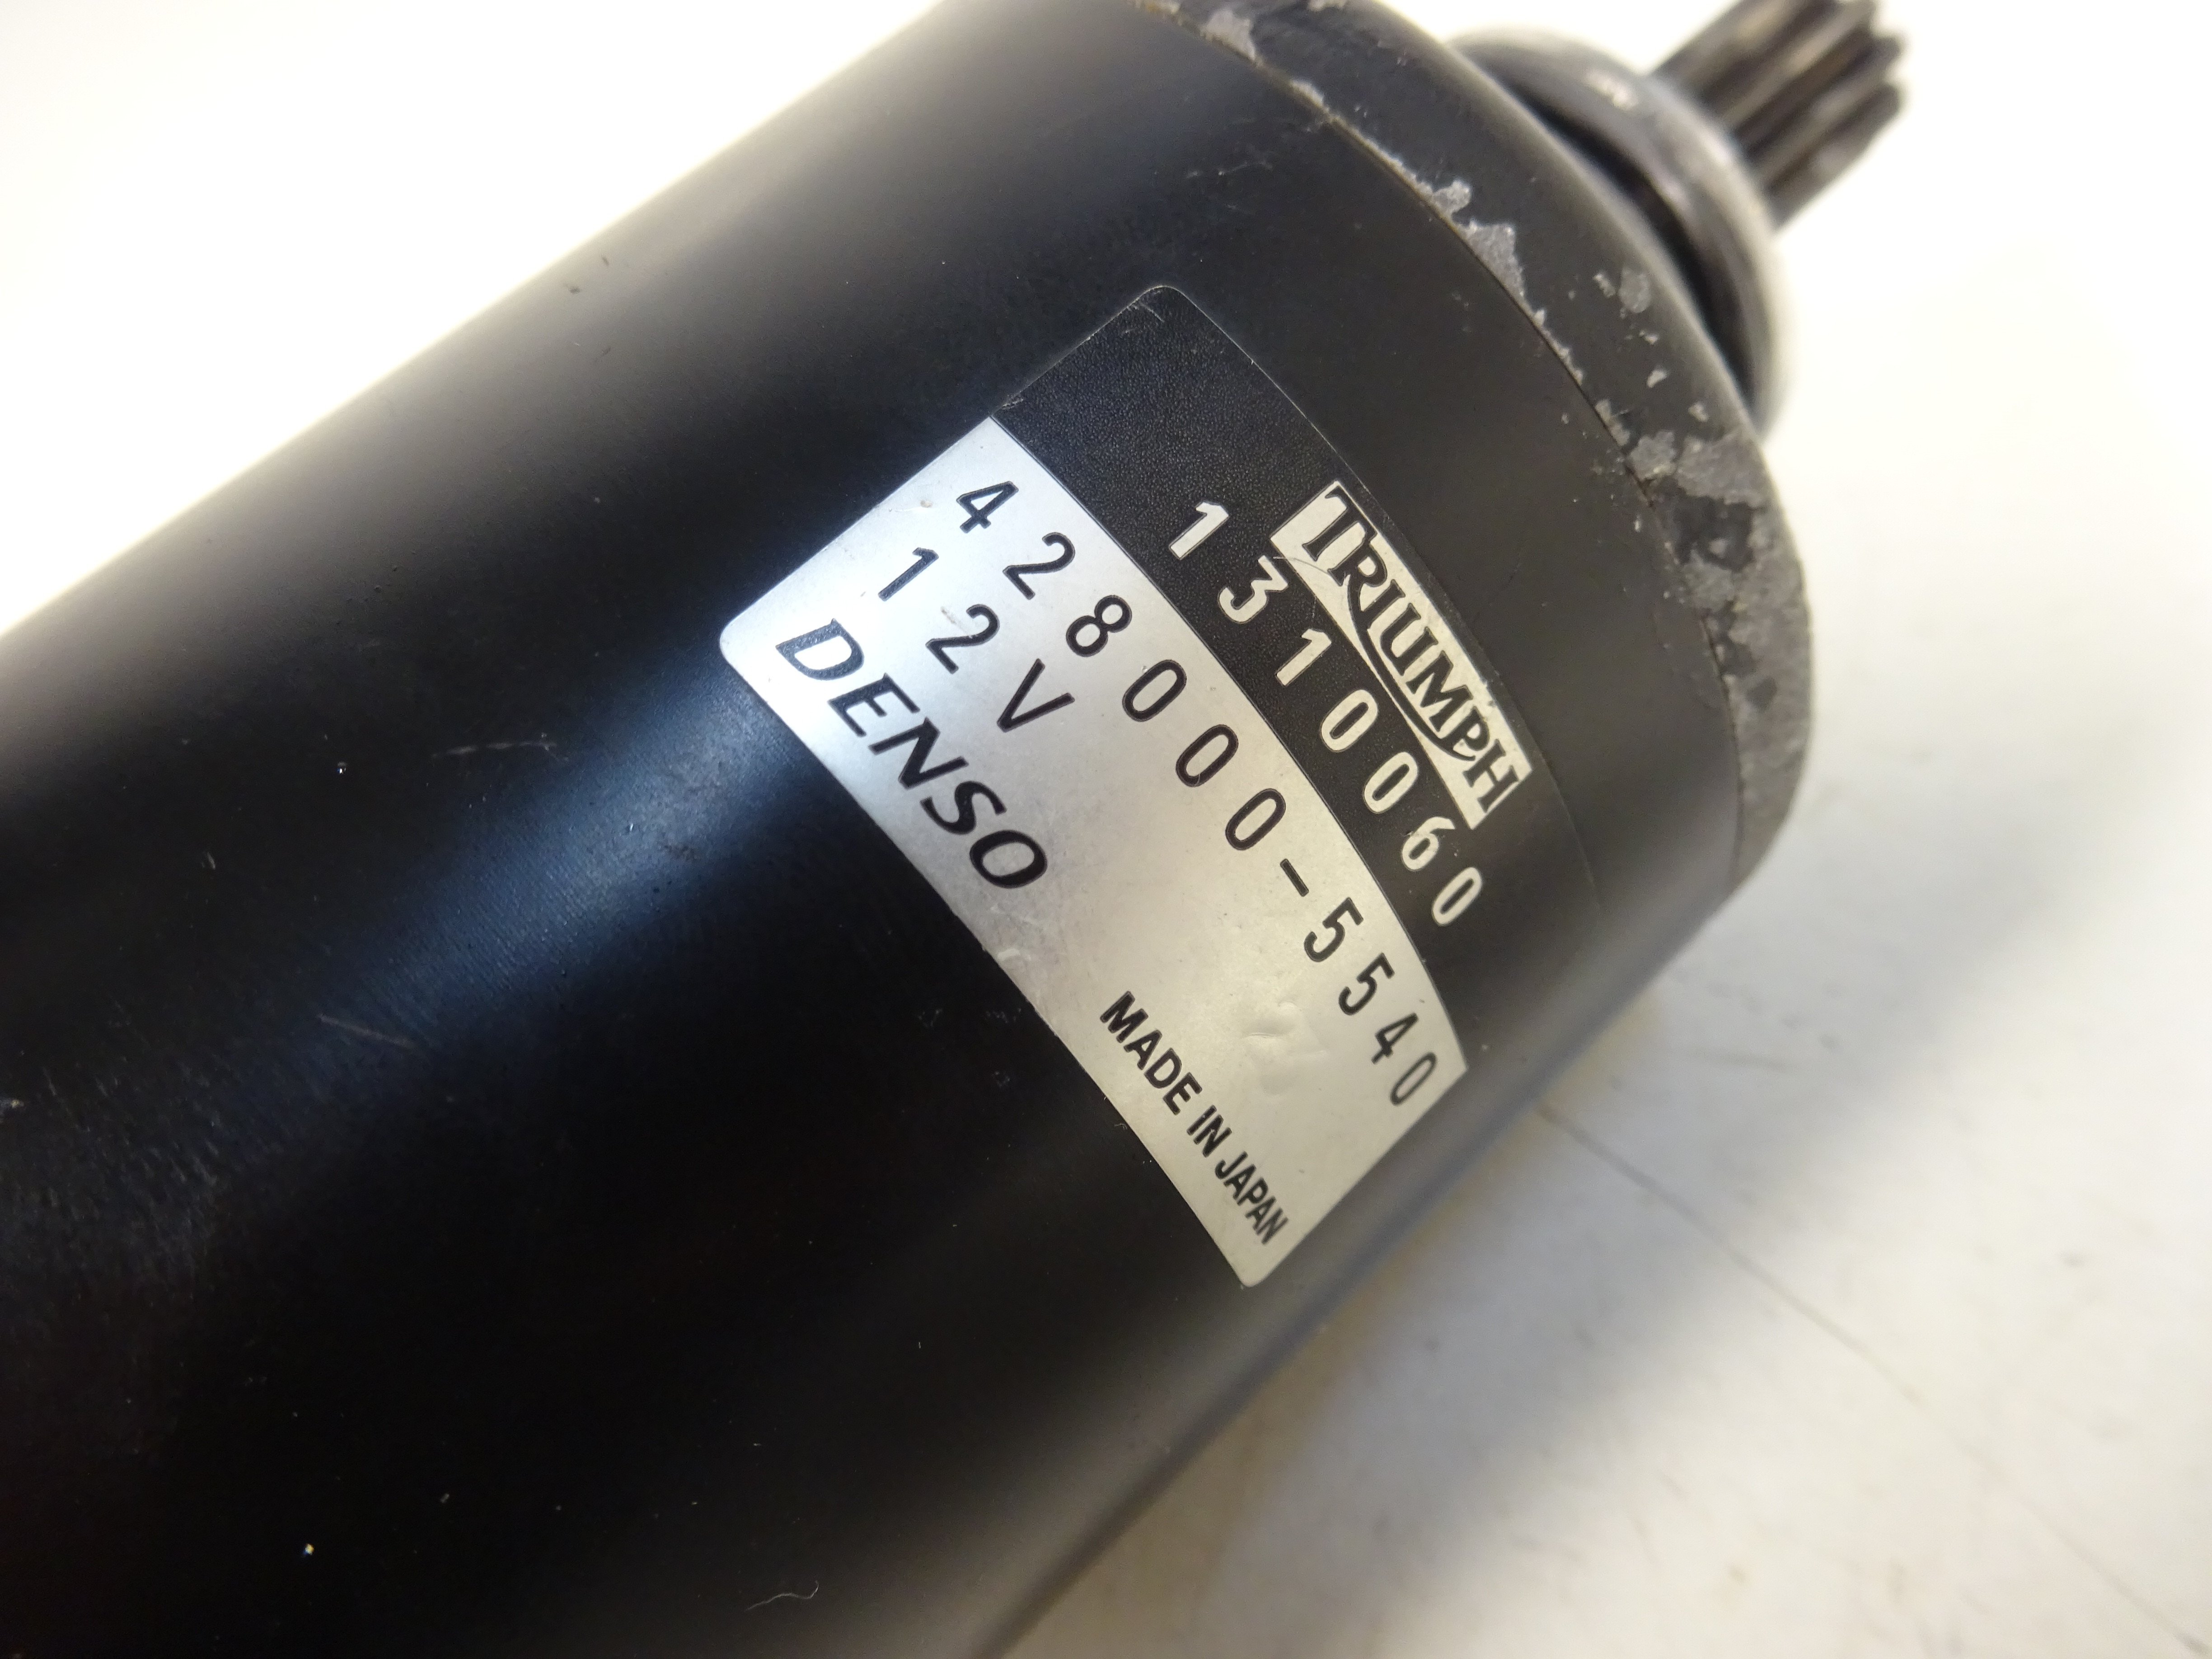 TRIUMPH
1310060
428000-5540
12V
DENSO
MADE IN JAPAN